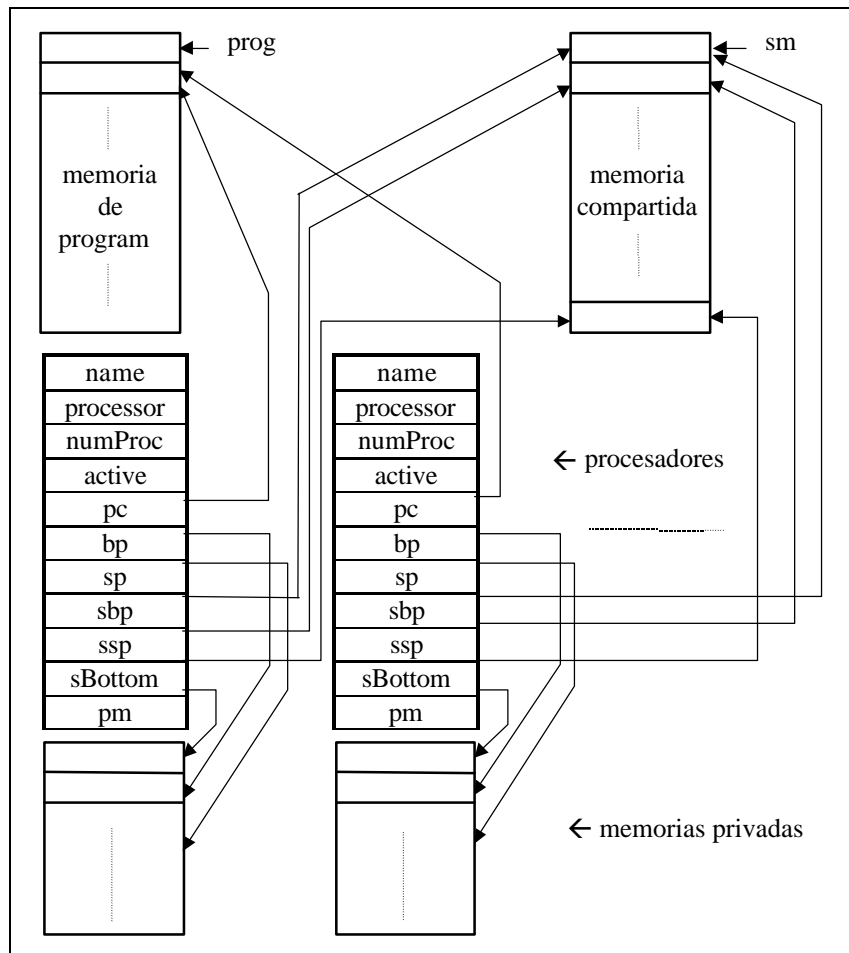 prog
sm
memoria
de
program
memoria
compartida
name
processor
numProc
active
pc
bp
sp
sbp
ssp
sBottom
pm
name
processor
numProc
active
pc
bp
sp
sbp
ssp
sBottom
pm
← procesadores
← memorias privadas